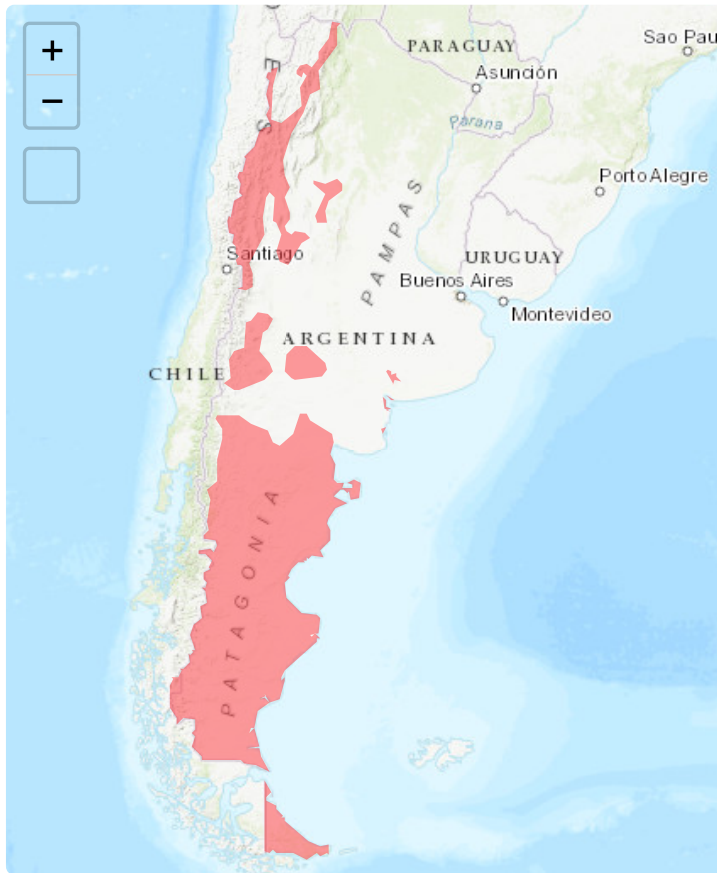 +
−
PARAGUAY
Sao Pau
Asunción
Parana
E
S
Porto Alegre
PAMPAS
URUGUAY
Santiago
Buenos Aires
Montevideo
ARGENTINA
CHILE
PATAGONIA